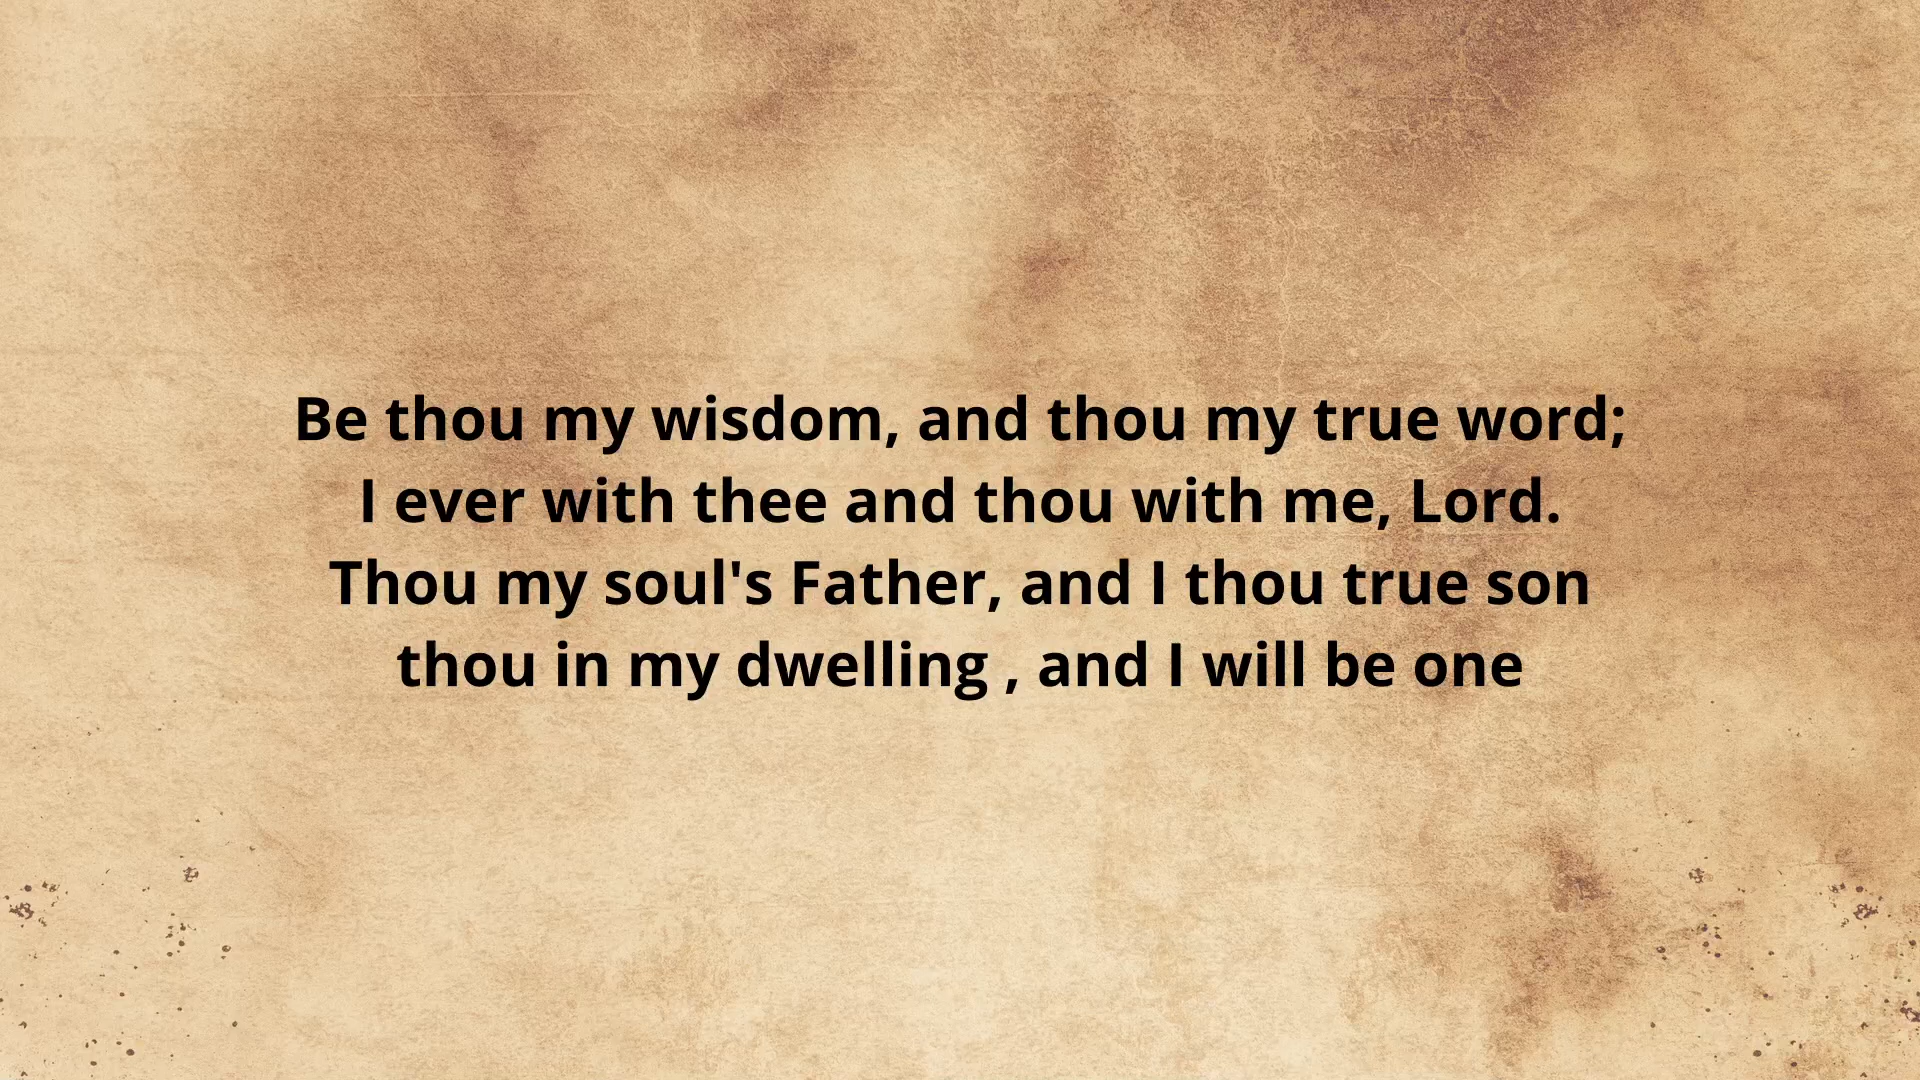 Be thou my wisdom, and thou my true word;
I ever with thee and thou with me, Lord.
Thou my soul's Father, and I thou true son
thou in my dwelling , and I will be one